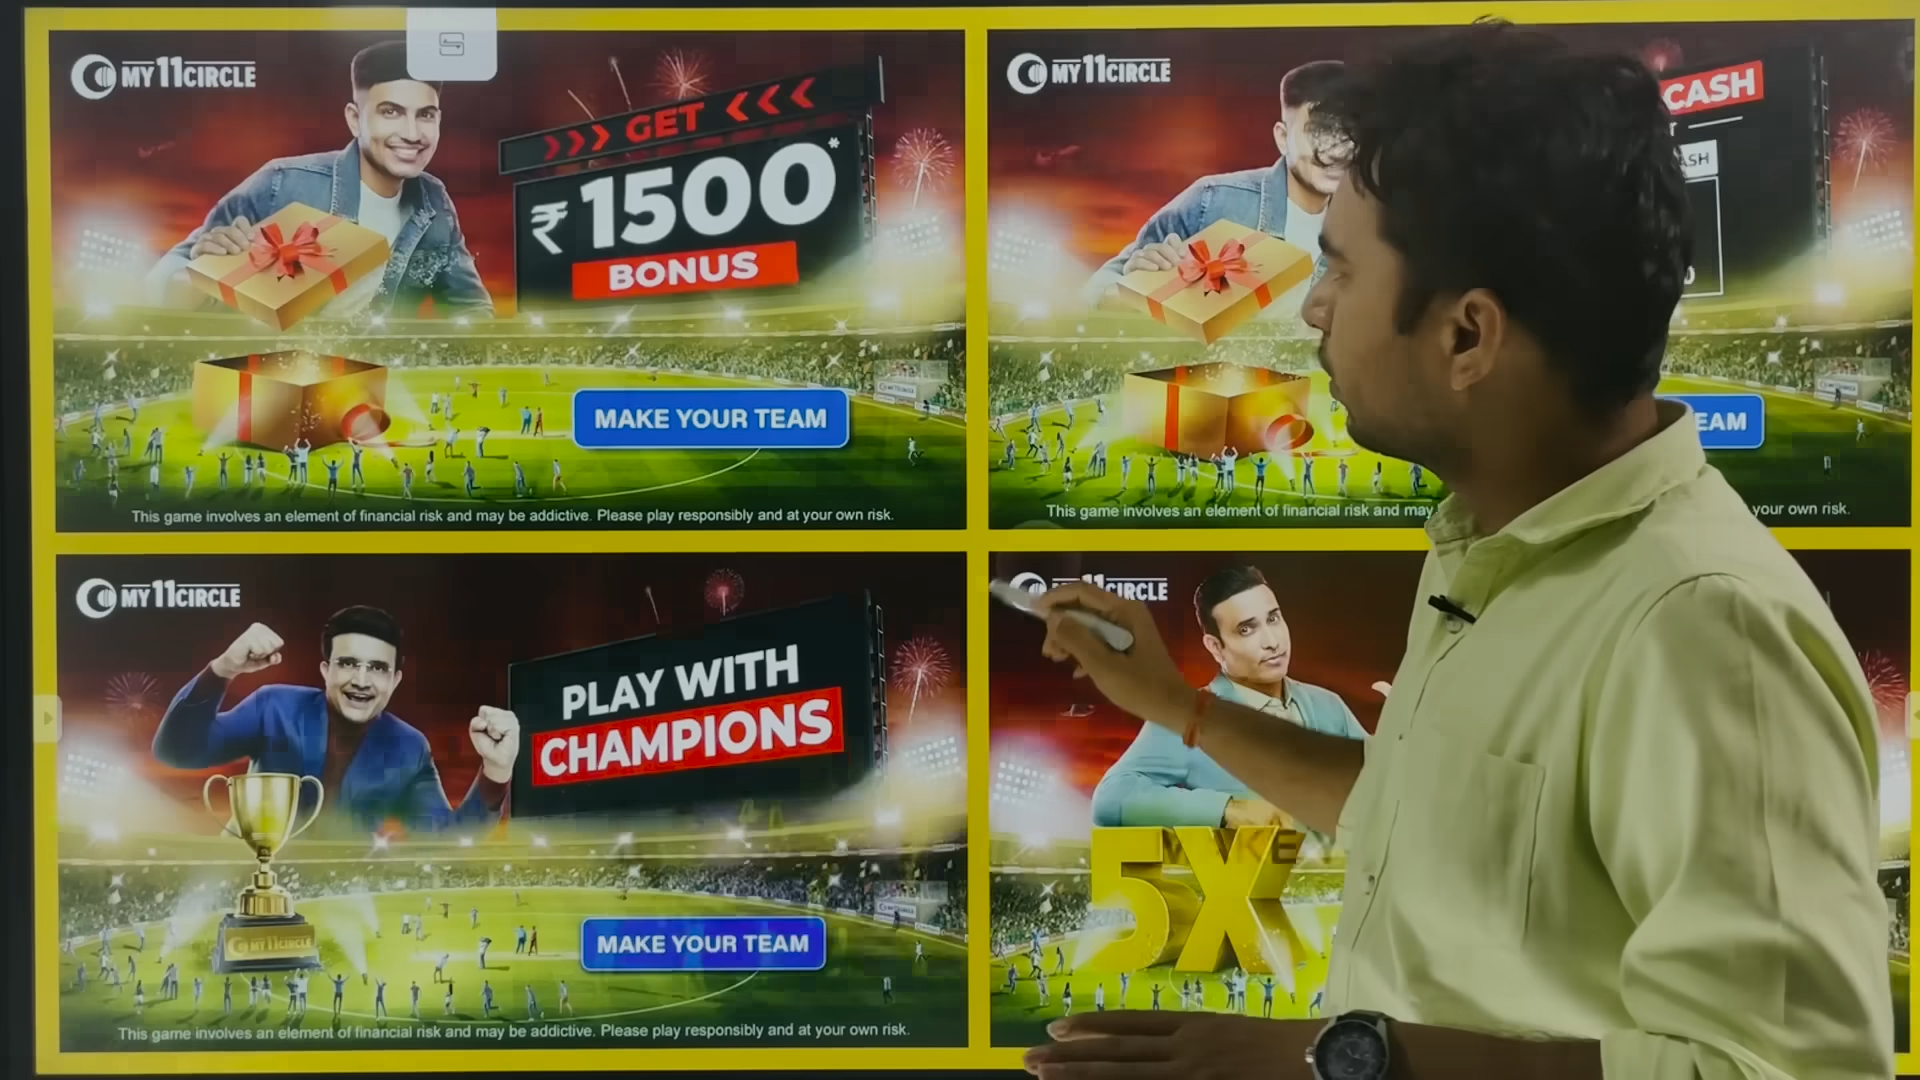 MY11CIRCLE
GET
₹1500*
BONUS
MAKE YOUR TEAM
This game involves an element of financial risk and may be addictive. Please play responsibly and at your own risk.
MY11CIRCLE
CASH
EAM
This game involves an element of financial risk and may
your own risk.
MY11CIRCLE
PLAY WITH
CHAMPIONS
MY11CIRCLE
MAKE YOUR TEAM
This game involves an element of financial risk and may be addictive. Please play responsibly and at your own risk.
11CIRCLE
5X